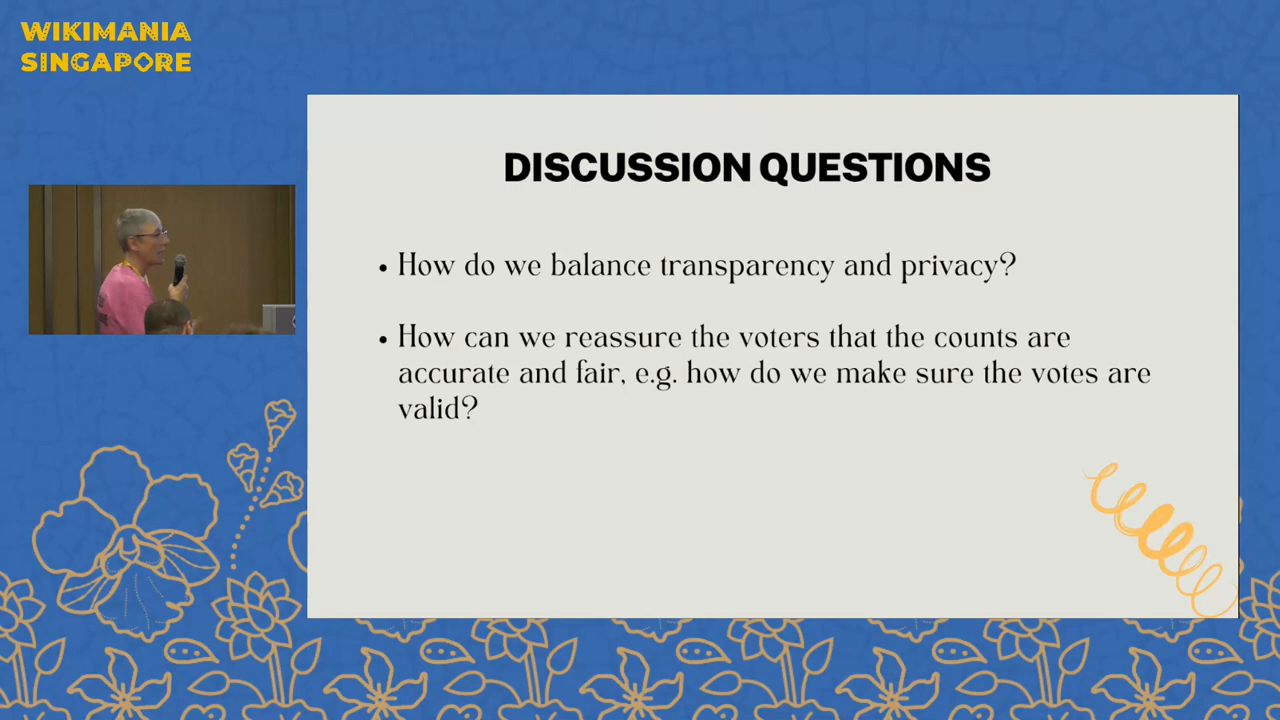 WIKIMANIA
SINGAPORE
DISCUSSION QUESTIONS
• How do we balance transparency and privacy?
• How can we reassure the voters that the counts are
accurate and fair, e.g. how do we make sure the votes are
valid?